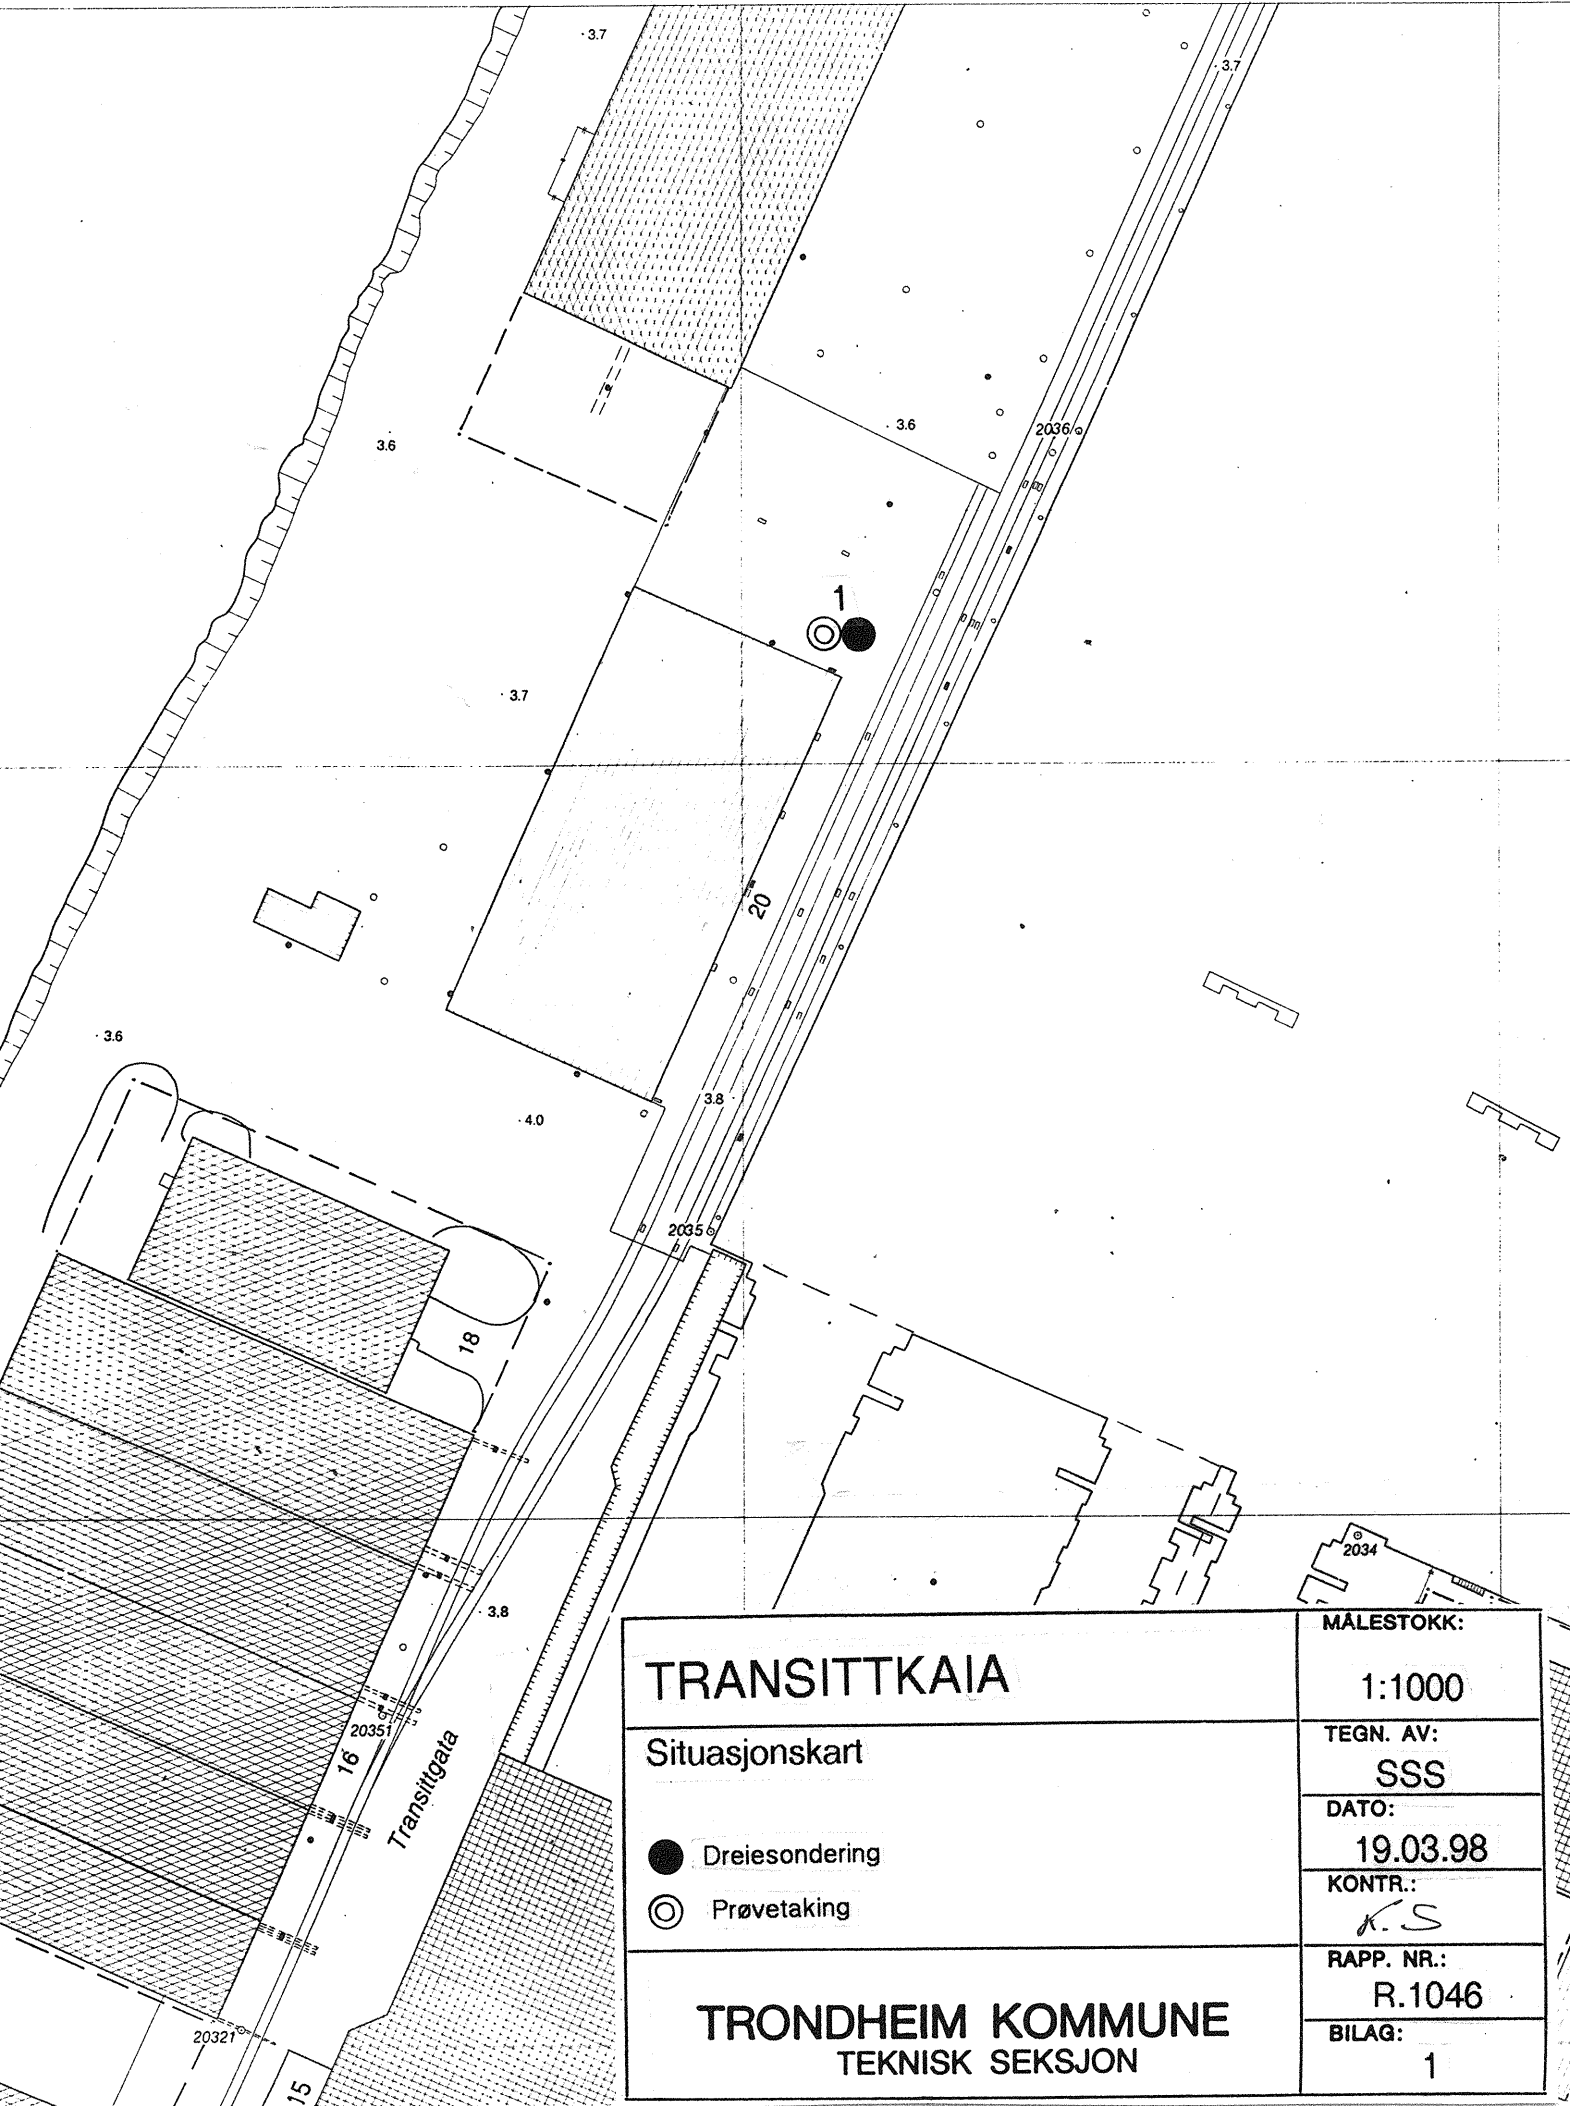 3.7
3.7
3.6
2036
3.6
1
3.7
20
3.6
3.8
4.0
2035
18
2034
3.8
20351
16
Transittgata
20321
15
TRANSITTKAIA
Situasjonskart
Dreiesondering
Prøvetaking
TRONDHEIM KOMMUNE
TEKNISK SEKSJON
MÅLESTOKK:
1:1000
TEGN. AV:
SSS
DATO:
19.03.98
KONTR.:
K.S
RAPP. NR.:
R.1046
BILAG:
1